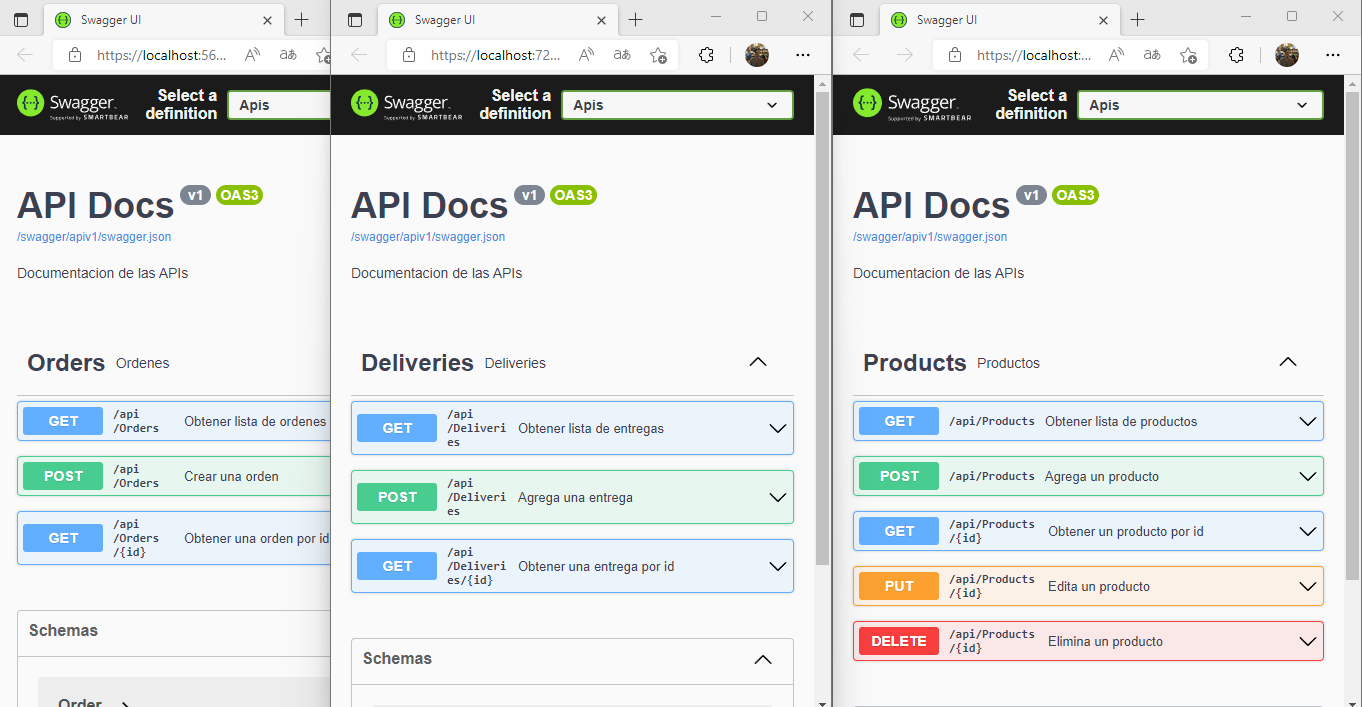 Swagger UI
https://localhost:56...
Swagger
Supported by SMARTBEAR
Select a
definition
Apis
API Docs v1 OAS3
/swagger/apiv1/swagger.json
Documentacion de las APIs
Orders Ordenes
GET /api
/Orders Obtener lista de ordenes
POST /api
/Orders Crear una orden
GET /api
/Orders
/{id} Obtener una orden por id
Schemas
Order
Swagger UI
https://localhost:72...
Swagger
Supported by SMARTBEAR
Select a
definition
Apis
API Docs v1 OAS3
/swagger/apiv1/swagger.json
Documentacion de las APIs
Deliveries Deliveries
GET /api
/Deliveri
es Obtener lista de entregas
POST /api
/Deliveri
es Agrega una entrega
GET /api
/Deliveri
es/{id} Obtener una entrega por id
Schemas
Swagger UI
https://localhost:...
Swagger
Supported by SMARTBEAR
Select a
definition
Apis
API Docs v1 OAS3
/swagger/apiv1/swagger.json
Documentacion de las APIs
Products Productos
GET /api/Products Obtener lista de productos
POST /api/Products Agrega un producto
GET /api/Products
/{id} Obtener un producto por id
PUT /api/Products
/{id} Edita un producto
DELETE /api/Products
/{id} Elimina un producto